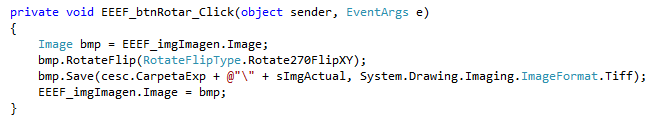 private void EEEF_btnRotar_Click(object sender, EventArgs e)
{
    Image bmp = EEEF_imgImagen.Image;
    bmp.RotateFlip(RotateFlipType.Rotate270FlipXY);
    bmp.Save(cesc.CarpetaExp + @"\" + sImgActual, System.Drawing.Imaging.ImageFormat.Tiff);
    EEEF_imgImagen.Image = bmp;
}